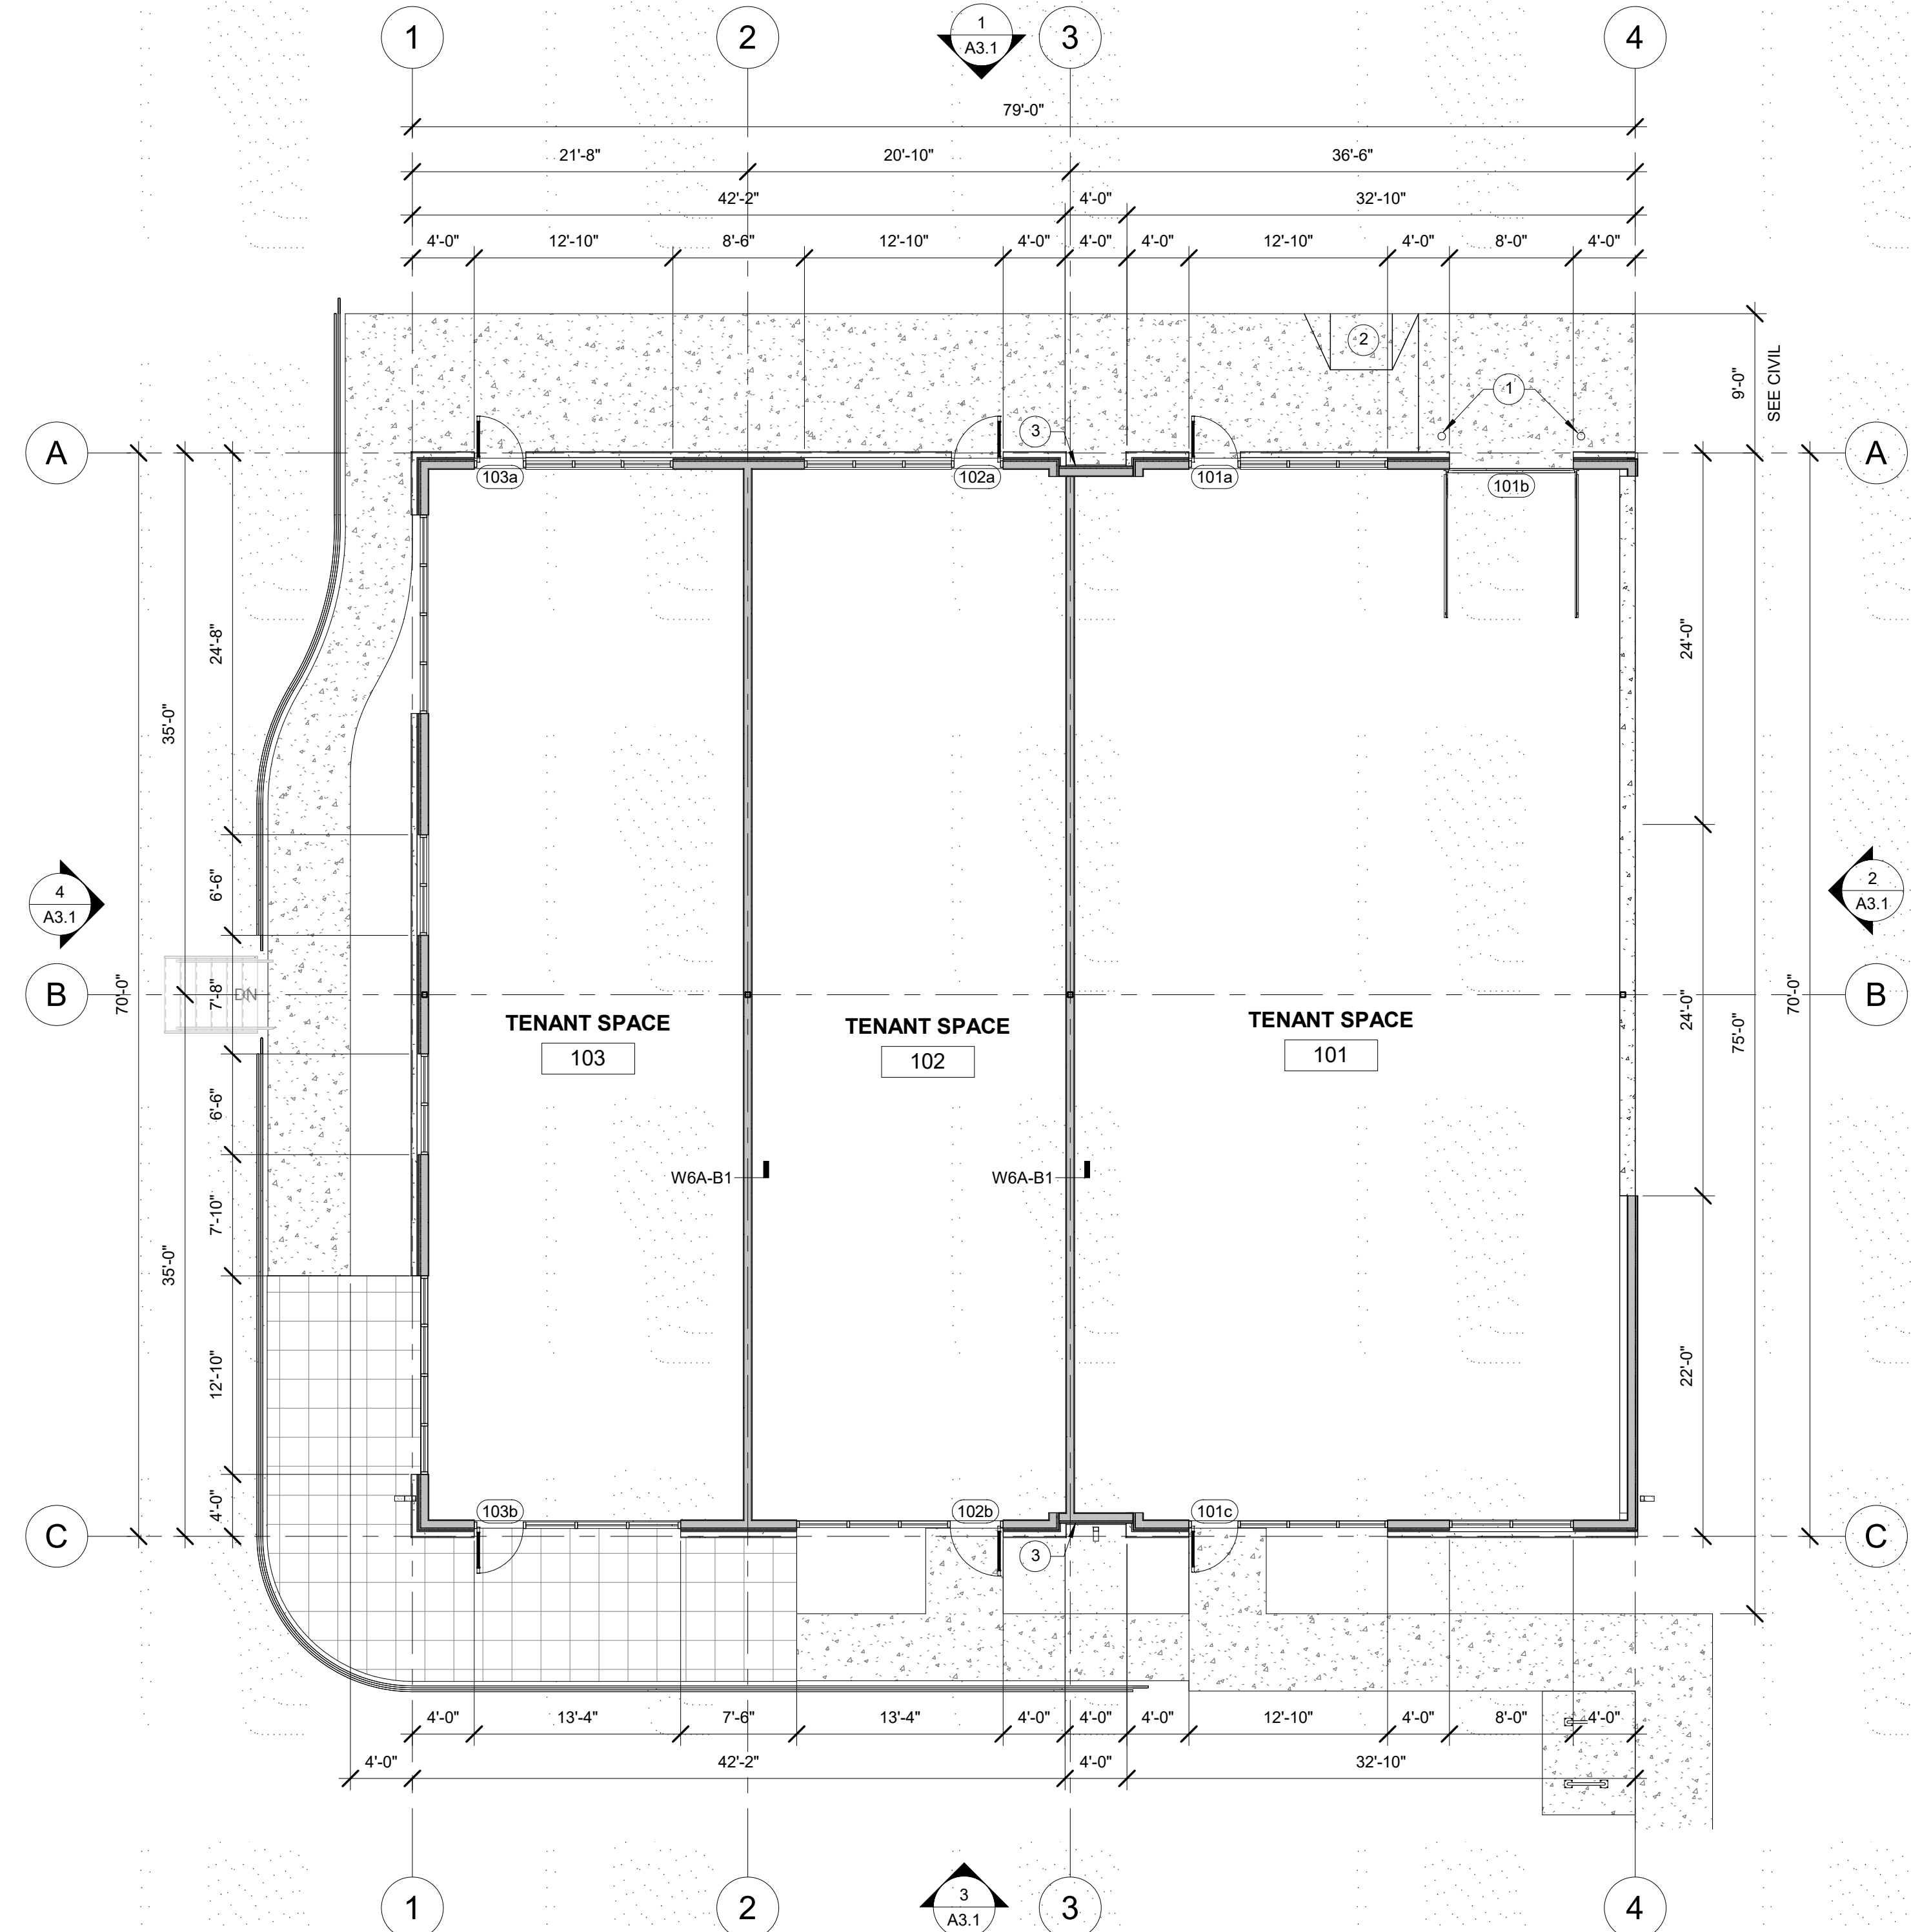 1
2
1
A3.1
3
4
79'-0"
21'-8"
20'-10"
36'-6"
42'-2"
4'-0"
32'-10"
4'-0"
12'-10"
8'-6"
12'-10"
4'-0"
4'-0"
4'-0"
12'-10"
4'-0"
8'-0"
4'-0"
2
1
9'-0"
SEE CIVIL
3
A
A
103a
102a
101a
101b
24'-8"
24'-0"
35'-0"
6'-6"
4
A3.1
2
A3.1
B
70'-0"
7'-8"
DN
24'-0"
75'-0"
70'-0"
B
TENANT SPACE
103
TENANT SPACE
102
TENANT SPACE
101
6'-6"
W6A-B1
W6A-B1
7'-10"
35'-0"
12'-10"
22'-0"
4'-0"
103b
102b
101c
C
3
C
4'-0"
13'-4"
7'-6"
13'-4"
4'-0"
4'-0"
4'-0"
12'-10"
4'-0"
8'-0"
4'-0"
4'-0"
42'-2"
4'-0"
32'-10"
1
2
3
A3.1
3
4